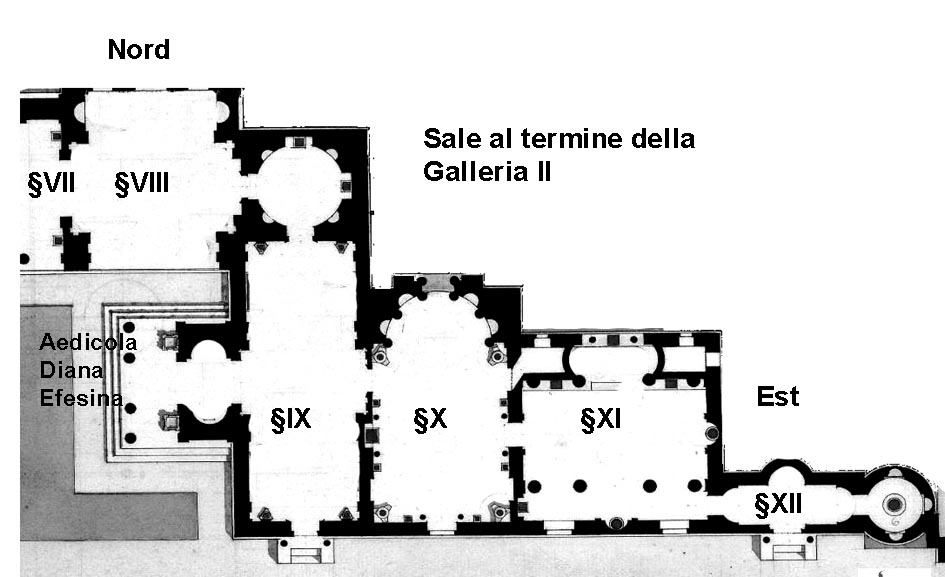 Nord
Sale al termine della
Galleria II
§VII
§VIII
Aedicola
Diana
Efesina
§IX
§X
§XI
Est
§XII